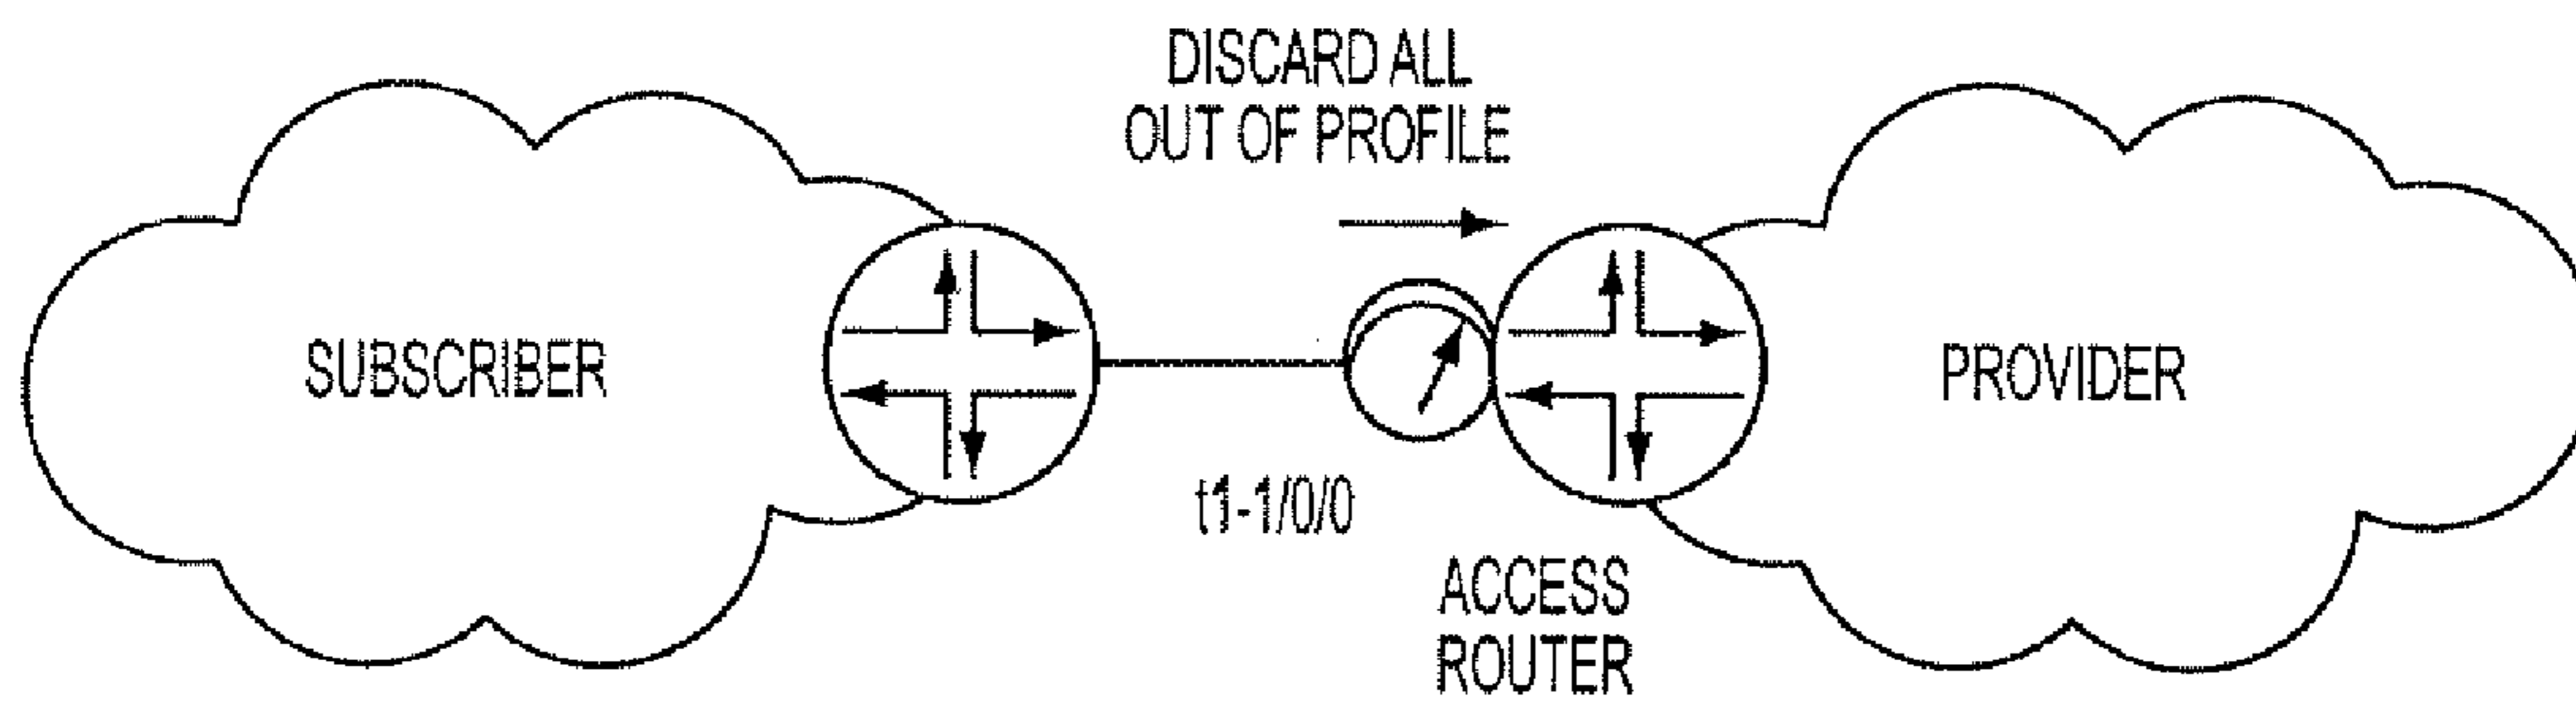 DISCARD ALL
OUT OF PROFILE
SUBSCRIBER
PROVIDER
t1-1/0/0
ACCESS
ROUTER